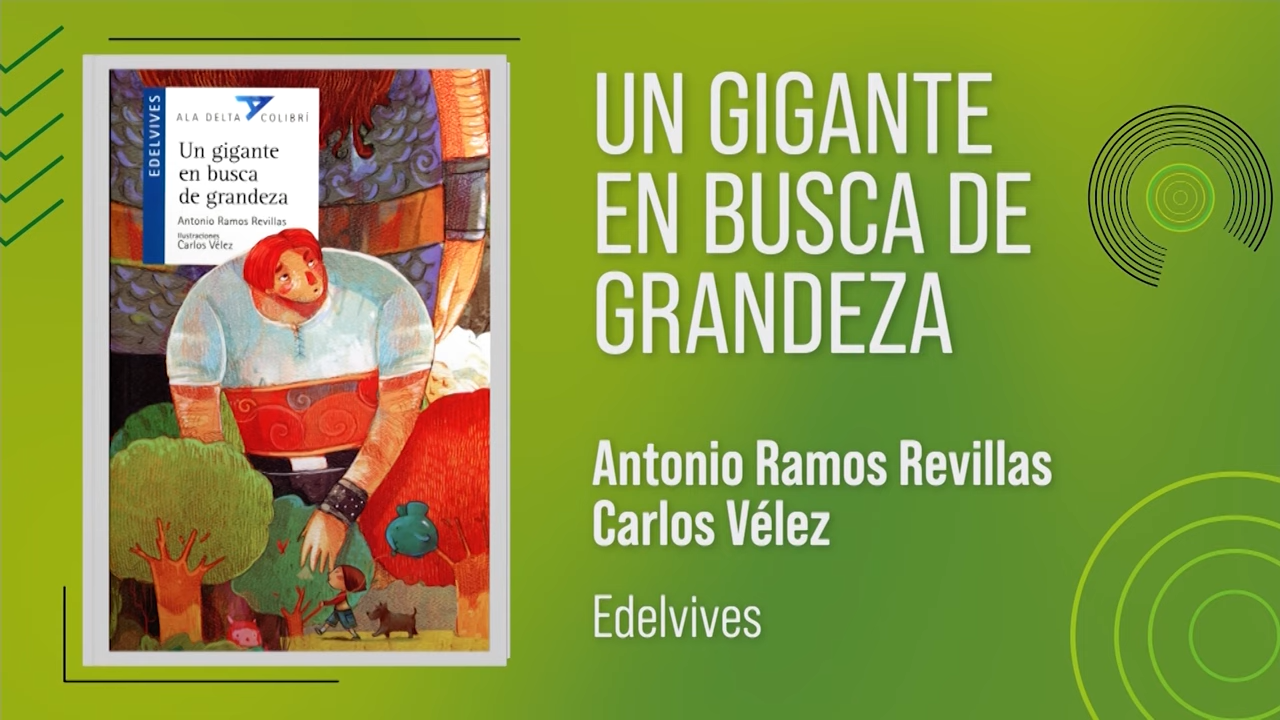 EDELVIVES
ALA DELTA COLIBRÍ
Un gigante
en busca
de grandeza
Antonio Ramos Revillas
Ilustraciones
Carlos Vélez
UN GIGANTE
EN BUSCA DE
GRANDEZA
Antonio Ramos Revillas
Carlos Vélez
Edelvives